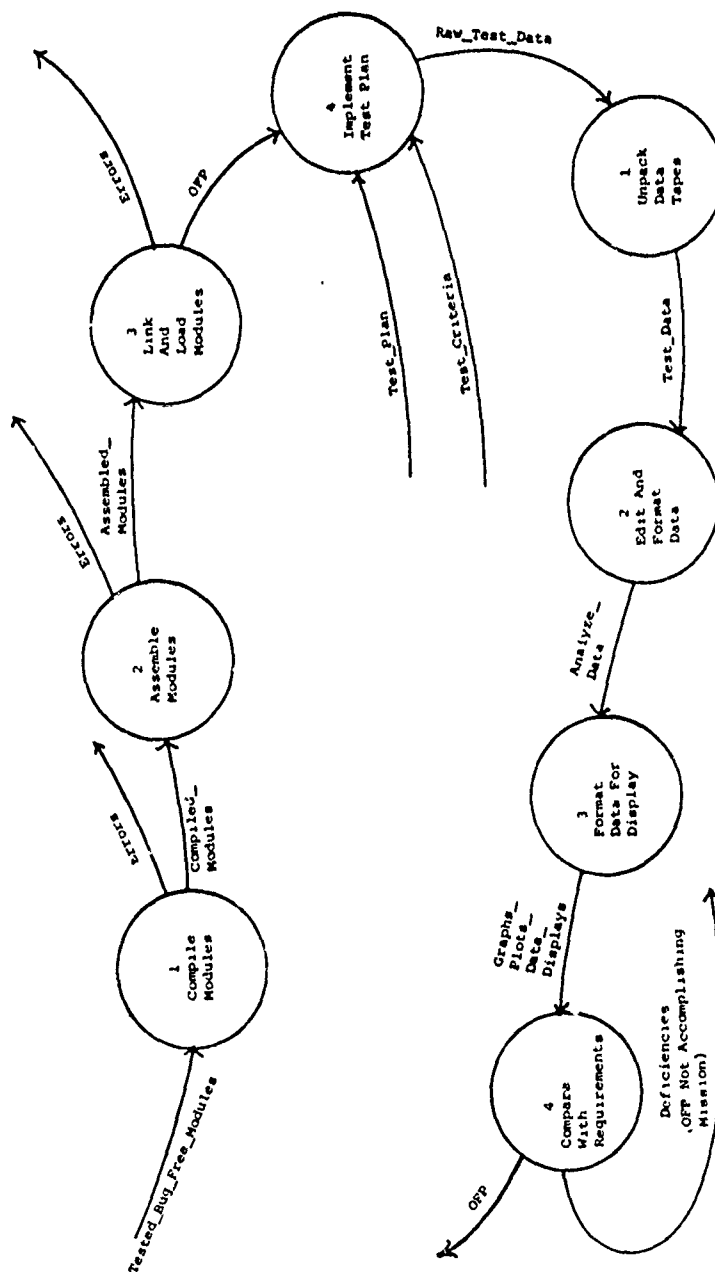 Tested_Bug_Free_Modules
1
Compile
Modules
Errors
Compiled_
Modules
2
Assemble
Modules
Errors
Assembled_
Modules
3
Link
And
Load
Modules
Errors
OFP
4
Implement
Test Plan
Test_Plan
Test_Criteria
Raw_Test_Data
1
Unpack
Data
Tapes
Test_Data
2
Edit And
Format
Data
Analyze_
Data
3
Format
Data For
Display
Graphs_
Plots_
Data_
Displays
4
Compare
With
Requirements
OFP
Deficiencies
(OFP Not Accomplishing
Mission)